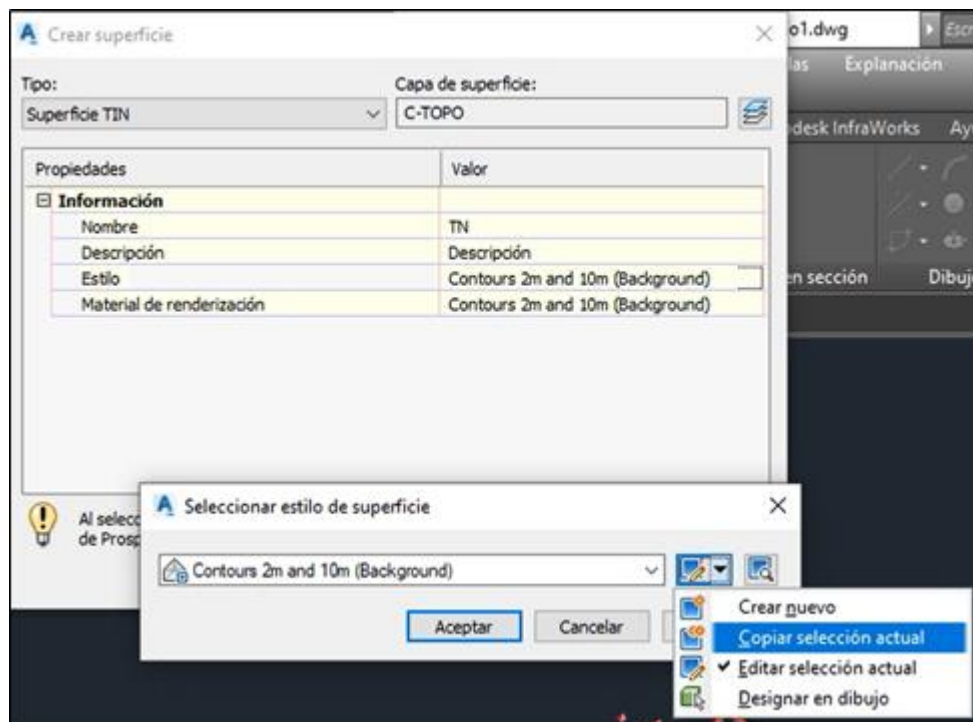 Crear superficie
o1.dwg
Explanación
Tipo:
Capa de superficie:
Superficie TIN
C-TOPO
desk InfraWorks
Propiedades
Valor
Información
Nombre
TN
Descripción
Descripción
Estilo
Contours 2m and 10m (Background)
en sección
Material de renderización
Contours 2m and 10m (Background)
Al selecc
de Prosp
Seleccionar estilo de superficie
Contours 2m and 10m (Background)
Aceptar
Cancelar
Crear nuevo
Copiar selección actual
Editar selección actual
Designar en dibujo